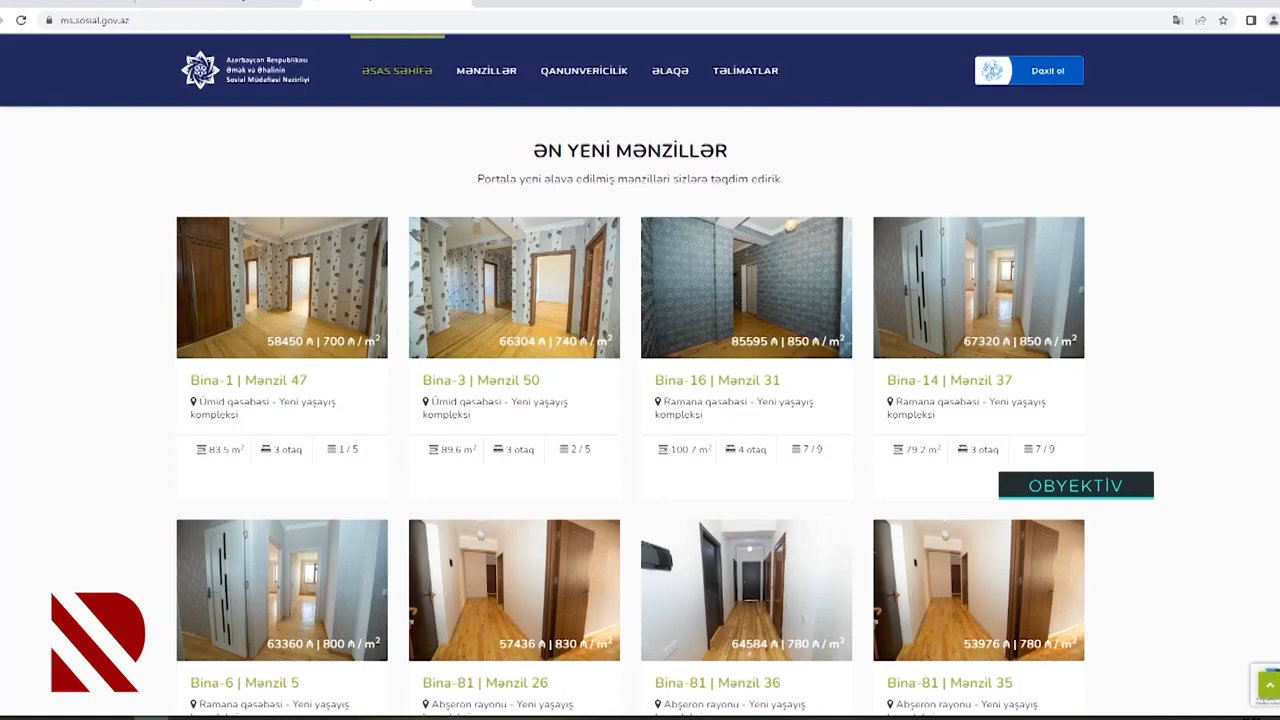 ms.sosial.gov.az
Azərbaycan Respublikası
Əmək və Əhalinin
Sosial Müdafiəsi Nazirliyi
ƏSAS SƏHİFƏ
MƏNZİLLƏR
QANUNVERİCİLİK
ƏLAQƏ
TƏLİMATLAR
Daxil ol
ƏN YENİ MƏNZİLLƏR
Portala yeni əlavə edilmiş mənzilləri sizlərə təqdim edirik.
58450 ₼ | 700 ₼ / m²
66304 ₼ | 740 ₼ / m²
85595 ₼ | 850 ₼ / m²
67320 ₼ | 850 ₼ / m²
Bina-1 | Mənzil 47
Ümid qəsəbəsi - Yeni yaşayış
kompleksi
83.5 m² 3 otaq 1 / 5
Bina-3 | Mənzil 50
Ümid qəsəbəsi - Yeni yaşayış
kompleksi
89.6 m² 3 otaq 2 / 5
Bina-16 | Mənzil 31
Ramana qəsəbəsi - Yeni yaşayış
kompleksi
100.7 m² 4 otaq 7 / 9
Bina-14 | Mənzil 37
Ramana qəsəbəsi - Yeni yaşayış
kompleksi
79.2 m² 3 otaq 7 / 9
OBYEKTİV
63360 ₼ | 800 ₼ / m²
57436 ₼ | 830 ₼ / m²
64584 ₼ | 780 ₼ / m²
53976 ₼ | 780 ₼ / m²
Bina-6 | Mənzil 5
Ramana qəsəbəsi - Yeni yaşayış
Bina-81 | Mənzil 26
Abşeron rayonu - Yeni yaşayış
Bina-81 | Mənzil 36
Abşeron rayonu - Yeni yaşayış
Bina-81 | Mənzil 35
Abşeron rayonu - Yeni yaşayış